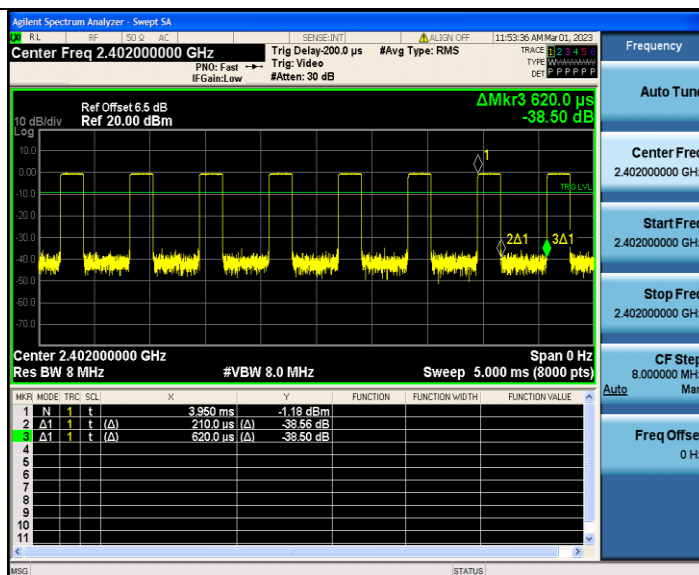 Agilent Spectrum Analyzer - Swept SA
LXI RL RF 50 Ω AC SENSE:INT ALIGN OFF 11:53:36 AM Mar 01, 2023
Center Freq 2.402000000 GHz
PNO: Fast
IFGain:Low
Trig Delay-200.0 µs
Trig: Video
#Atten: 30 dB
#Avg Type: RMS
TRACE 1 2 3 4 5 6
TYPE WWWWWW
DET P P P P P P
Ref Offset 6.5 dB
Ref 20.00 dBm
10 dB/div
Log
ΔMkr3 620.0 µs
-38.50 dB
10.0
0.00
-10.0
-20.0
-30.0
-40.0
-50.0
-60.0
-70.0
1
TRIG LVL
2Δ1
3Δ1
Center 2.402000000 GHz
Res BW 8 MHz
#VBW 8.0 MHz
Span 0 Hz
Sweep 5.000 ms (8000 pts)
MKR MODE TRC SCL X Y FUNCTION FUNCTION WIDTH FUNCTION VALUE
1 N 1 t 3.950 ms -1.18 dBm
2 Δ1 1 t (Δ) 210.0 µs (Δ) -38.56 dB
3 Δ1 1 t (Δ) 620.0 µs (Δ) -38.50 dB
4
5
6
7
8
9
10
11
MSG STATUS
Frequency
Auto Tune
Center Freq
2.402000000 GHz
Start Freq
2.402000000 GHz
Stop Freq
2.402000000 GHz
CF Step
8.000000 MHz
Auto Man
Freq Offset
0 Hz